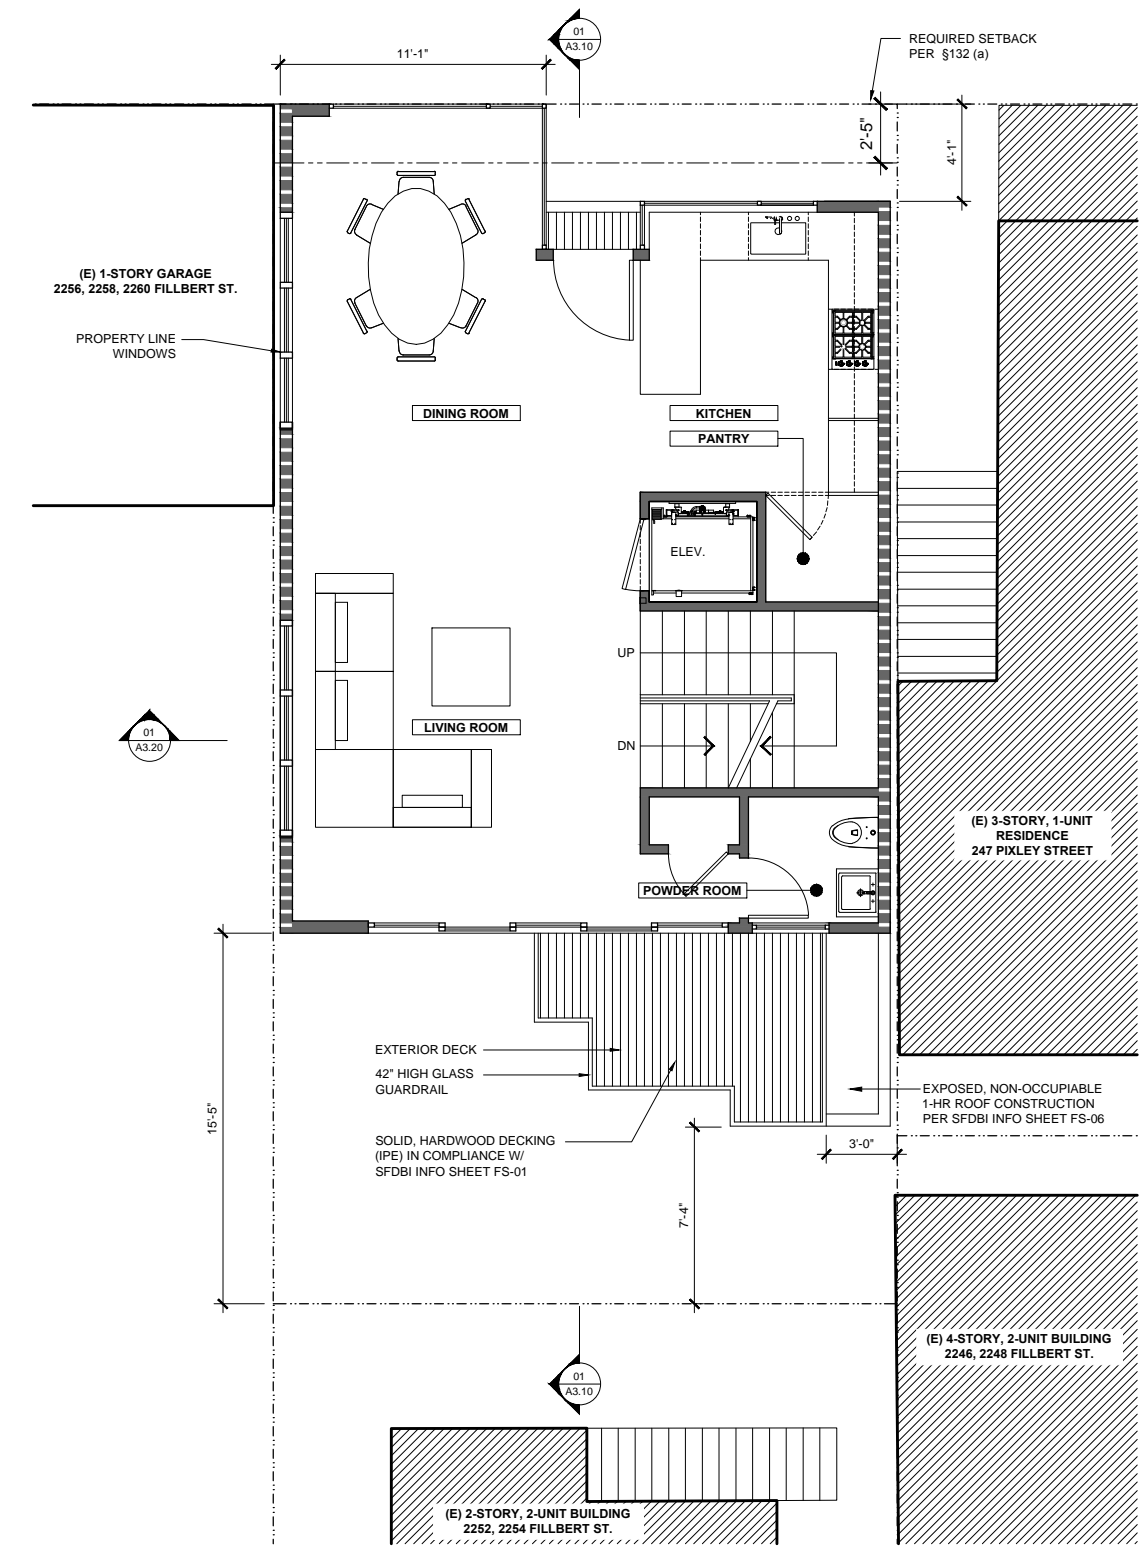 01
A3.10
REQUIRED SETBACK
PER §132 (a)
11'-1"
2'-5"
4'-1"
(E) 1-STORY GARAGE
2256, 2258, 2260 FILLBERT ST.
PROPERTY LINE
WINDOWS
DINING ROOM
KITCHEN
PANTRY
ELEV.
UP
LIVING ROOM
DN
01
A3.20
(E) 3-STORY, 1-UNIT
RESIDENCE
247 PIXLEY STREET
POWDER ROOM
EXTERIOR DECK
42" HIGH GLASS
GUARDRAIL
EXPOSED, NON-OCCUPIABLE
1-HR ROOF CONSTRUCTION
PER SFDBI INFO SHEET FS-06
15'-5"
SOLID, HARDWOOD DECKING
(IPE) IN COMPLIANCE W/
SFDBI INFO SHEET FS-01
3'-0"
7'-4"
(E) 4-STORY, 2-UNIT BUILDING
2246, 2248 FILLBERT ST.
01
A3.10
(E) 2-STORY, 2-UNIT BUILDING
2252, 2254 FILLBERT ST.